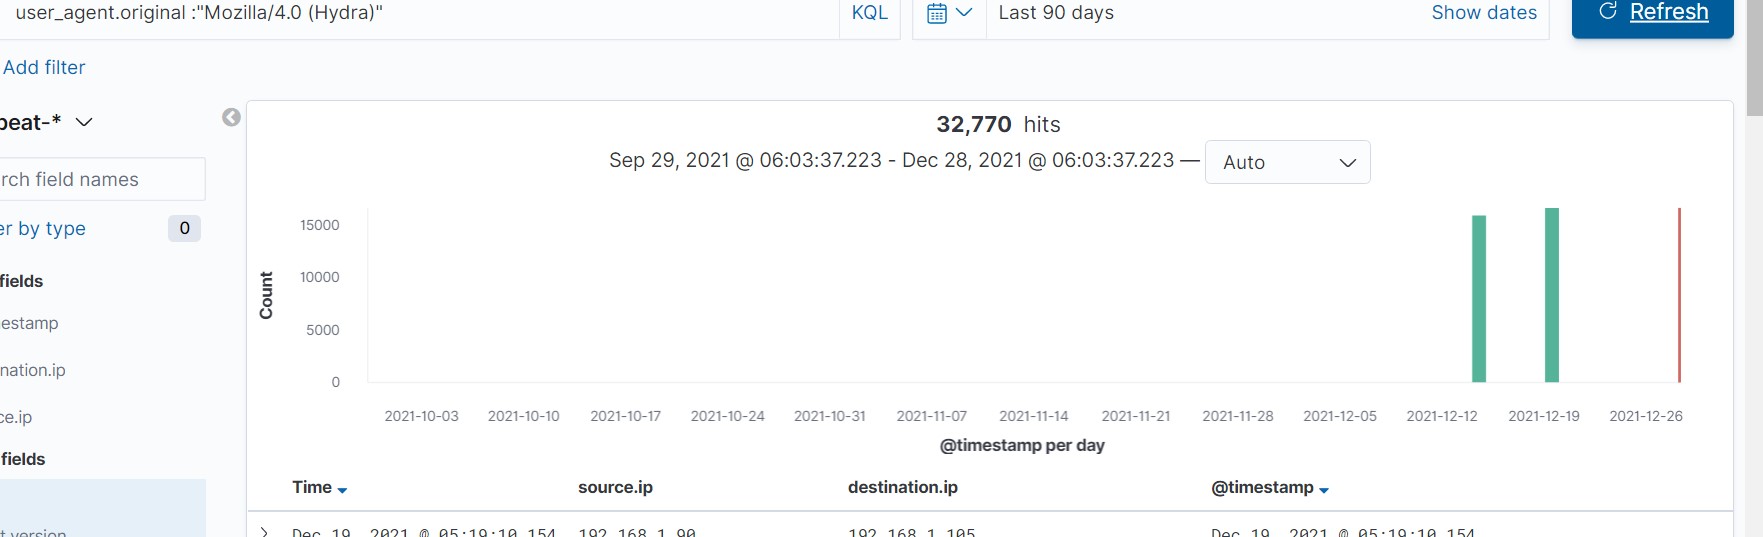 user_agent.original :"Mozilla/4.0 (Hydra)"
KQL
Last 90 days
Show dates
Refresh
Add filter
beat-*
32,770 hits
Sep 29, 2021 @ 06:03:37.223 - Dec 28, 2021 @ 06:03:37.223 —
Auto
rch field names
er by type
0
fields
estamp
nation.ip
ce.ip
fields
t version
Count
15000
10000
5000
0
2021-10-03 2021-10-10 2021-10-17 2021-10-24 2021-10-31 2021-11-07 2021-11-14 2021-11-21 2021-11-28 2021-12-05 2021-12-12 2021-12-19 2021-12-26
@timestamp per day
Time source.ip destination.ip @timestamp
Dec 19, 2021 @ 05:19:10.154 192.168.1.90 192.168.1.105 Dec 19, 2021 @ 05:19:10.154